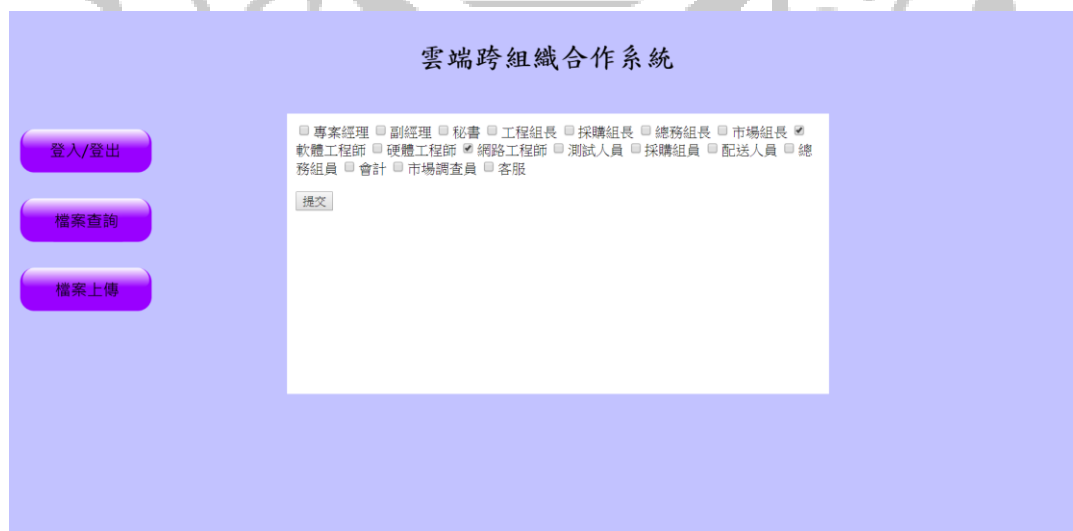 雲端跨組織合作系統
登入/登出
檔案查詢
檔案上傳
專案經理 副經理 秘書 工程組長 採購組長 總務組長 市場組長
軟體工程師 硬體工程師 網路工程師 測試人員 採購組員 配送人員 總
務組員 會計 市場調查員 客服
提交